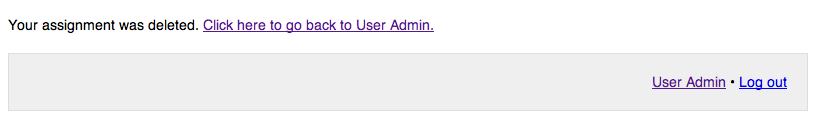 Your assignment was deleted. Click here to go back to User Admin.
User Admin • Log out